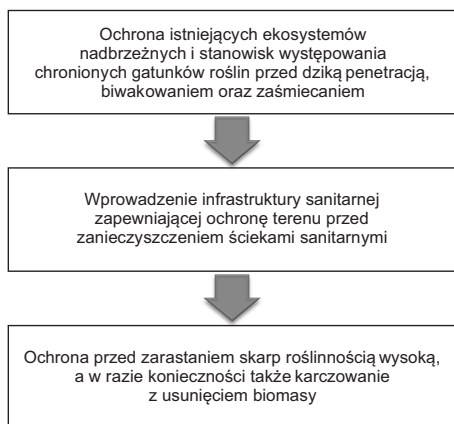 Ochrona istniejących ekosystemów
nadbrzeżnych i stanowisk występowania
chronionych gatunków roślin przed dziką penetracją,
biwakowaniem oraz zaśmiecaniem
Wprowadzenie infrastruktury sanitarnej
zapewniającej ochronę terenu przed
zanieczyszczeniem ściekami sanitarnymi
Ochrona przed zarastaniem skarp roślinnością wysoką,
a w razie konieczności także karczowanie
z usunięciem biomasy